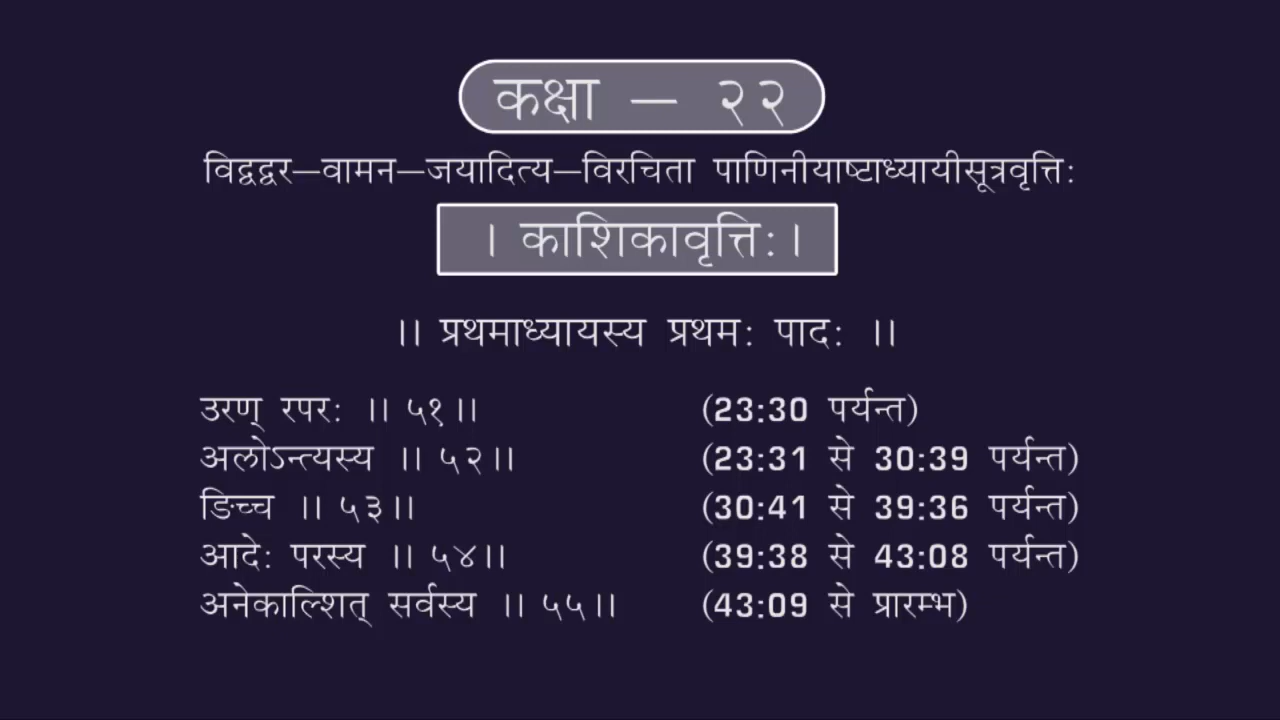 कक्षा – २२
विद्वद्वर–वामन–जयादित्य–विरचिता पाणिनीयाष्टाध्यायीसूत्रवृत्तिः
। काशिकावृत्तिः।
।। प्रथमाध्यायस्य प्रथमः पादः ।।
उरण् रपरः ।। ५१।। (23:30 पर्यन्त)
अलोऽन्त्यस्य ।। ५२।। (23:31 से 30:39 पर्यन्त)
ङिच्च ।। ५३।। (30:41 से 39:36 पर्यन्त)
आदेः परस्य ।। ५४।। (39:38 से 43:08 पर्यन्त)
अनेकाल्शित् सर्वस्य ।। ५५।। (43:09 से प्रारम्भ)